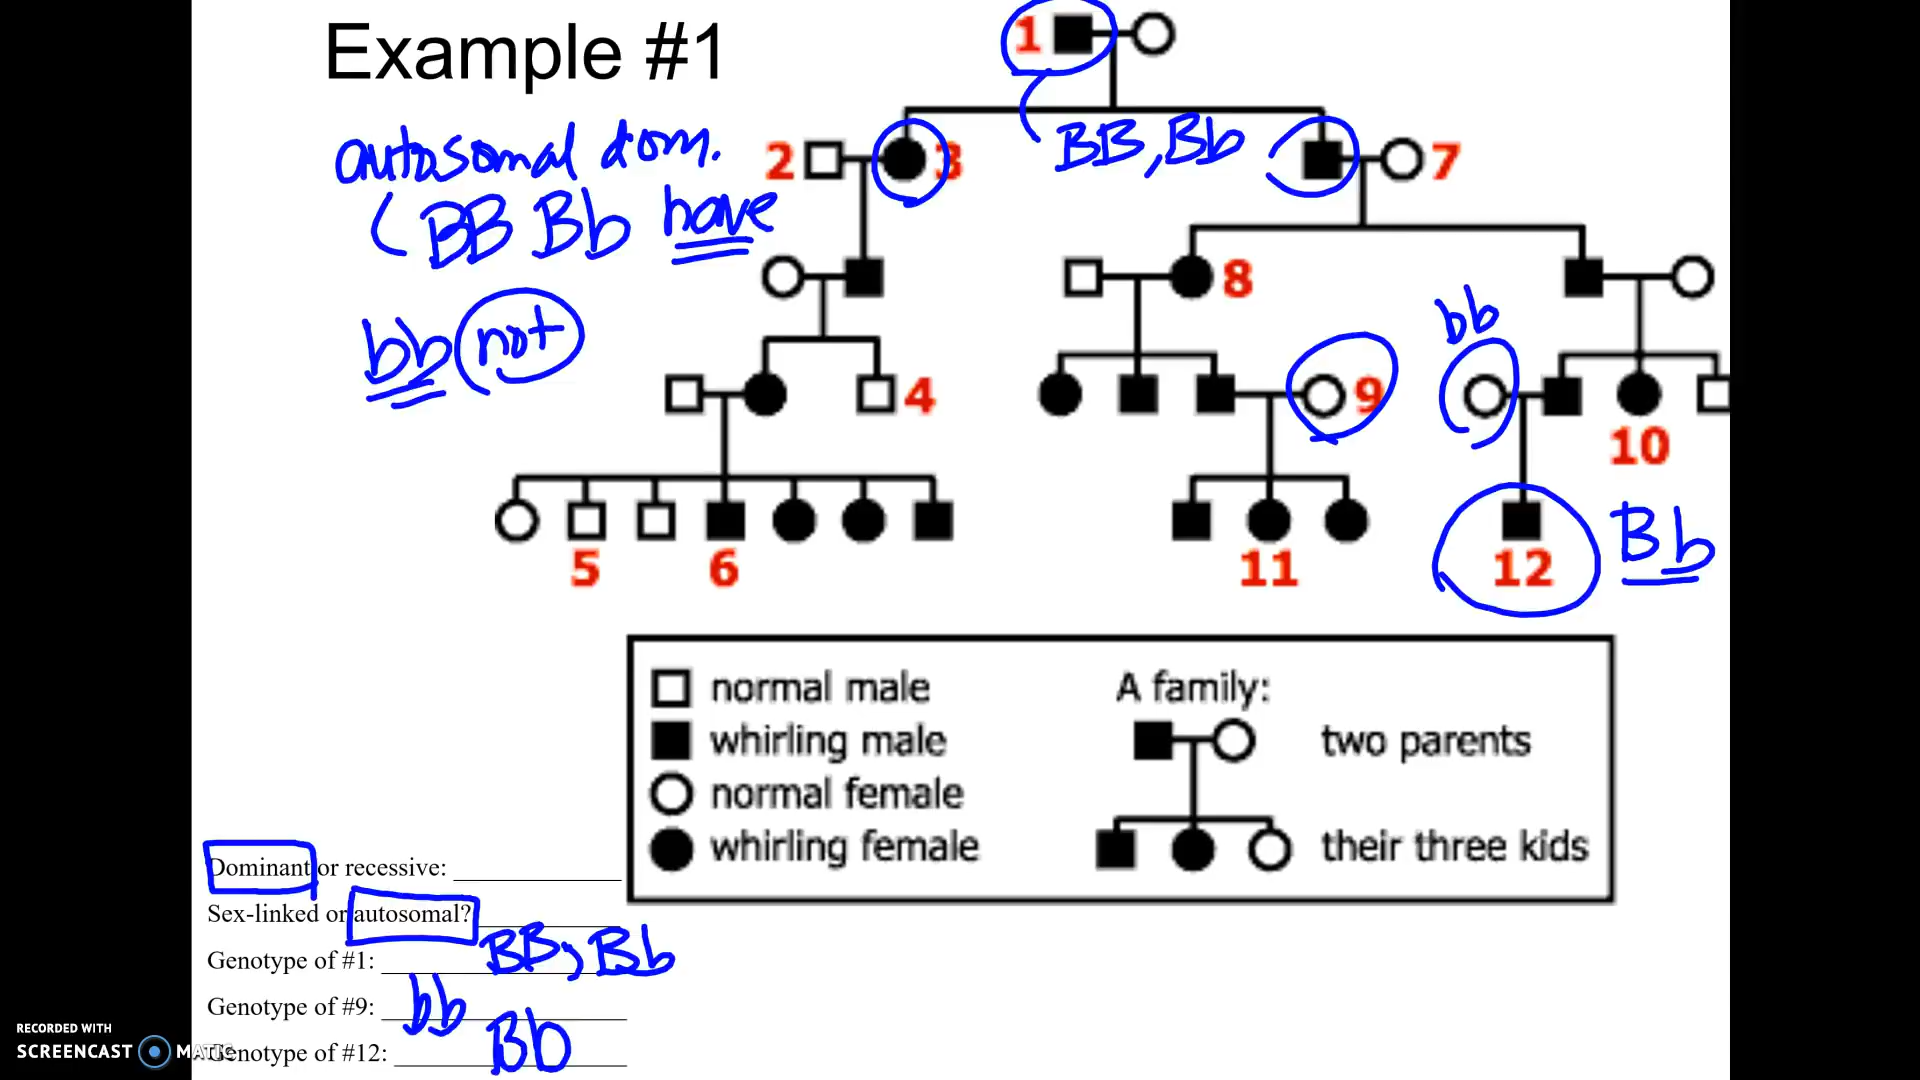 Example #1
1
autosomal dom.
2
3
BB, Bb
7
BB Bb have
8
bb not
bb
4
9
10
5
6
11
12
Bb
normal male
A family:
whirling male
two parents
normal female
whirling female
their three kids
Dominant or recessive:
Sex-linked or autosomal?
Genotype of #1: BB, Bb
Genotype of #9: bb
Genotype of #12: Bb
RECORDED WITH
SCREENCAST MATIC